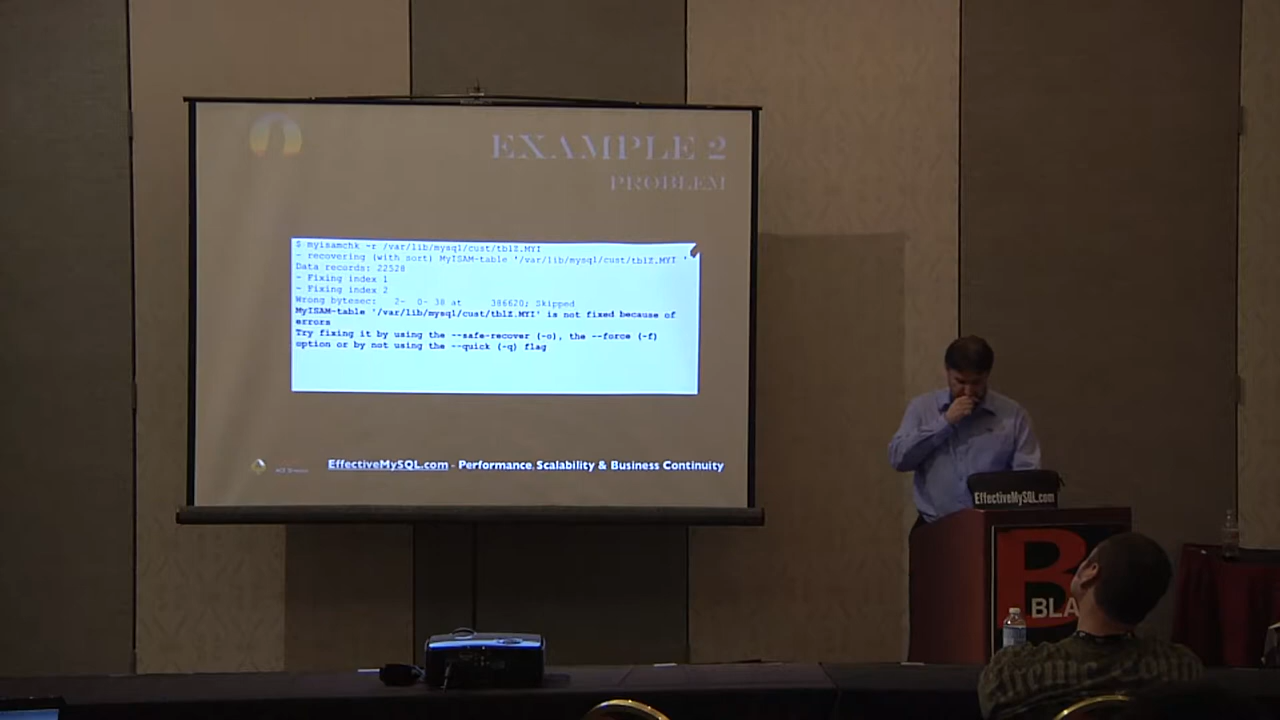 EXAMPLE 2
PROBLEM
$ myisamchk -r /var/lib/mysql/cust/tblZ.MYI
- recovering (with sort) MyISAM-table '/var/lib/mysql/cust/tblZ.MYI '
Data records: 22528
- Fixing index 1
- Fixing index 2
Wrong bytesec: 2- 0- 38 at 386620; Skipped
MyISAM-table '/var/lib/mysql/cust/tblZ.MYI' is not fixed because of
errors
Try fixing it by using the --safe-recover (-o), the --force (-f)
option or by not using the --quick (-q) flag
EffectiveMySQL.com - Performance, Scalability & Business Continuity
EffectiveMySQL.com
B
BLA